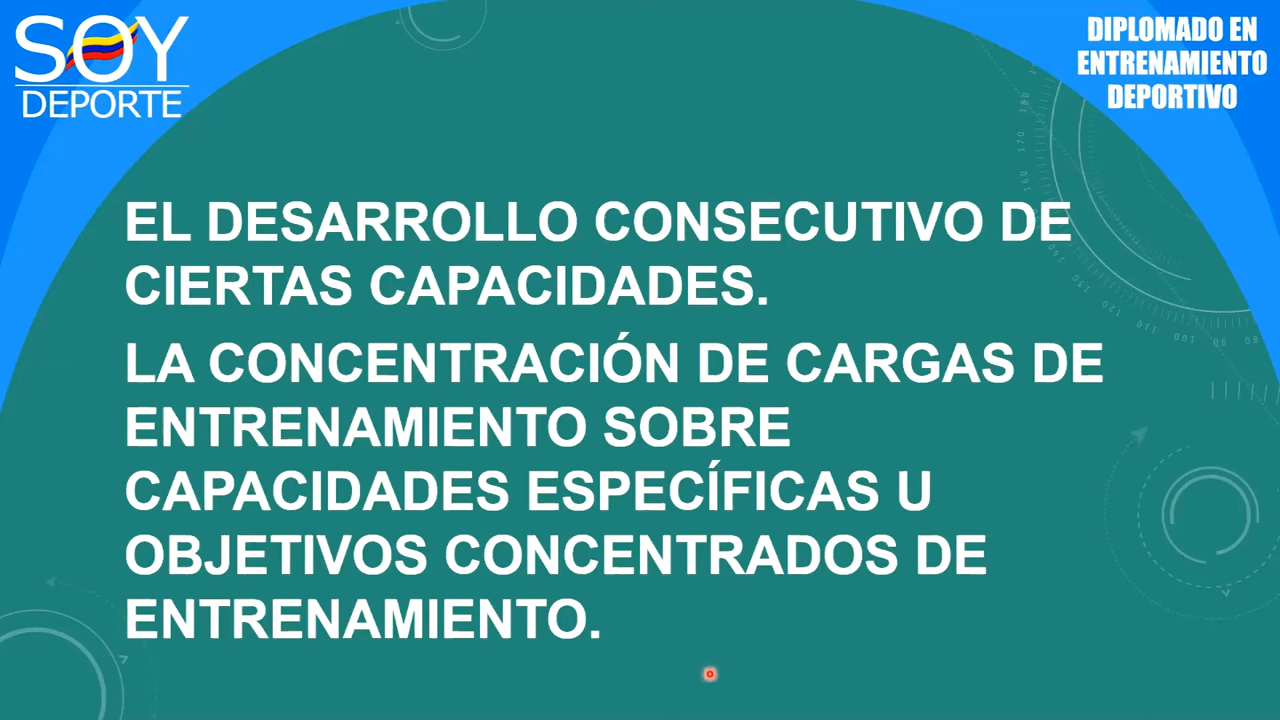 SOY
DEPORTE
DIPLOMADO EN
ENTRENAMIENTO
DEPORTIVO
EL DESARROLLO CONSECUTIVO DE
CIERTAS CAPACIDADES.
LA CONCENTRACIÓN DE CARGAS DE
ENTRENAMIENTO SOBRE
CAPACIDADES ESPECÍFICAS U
OBJETIVOS CONCENTRADOS DE
ENTRENAMIENTO.